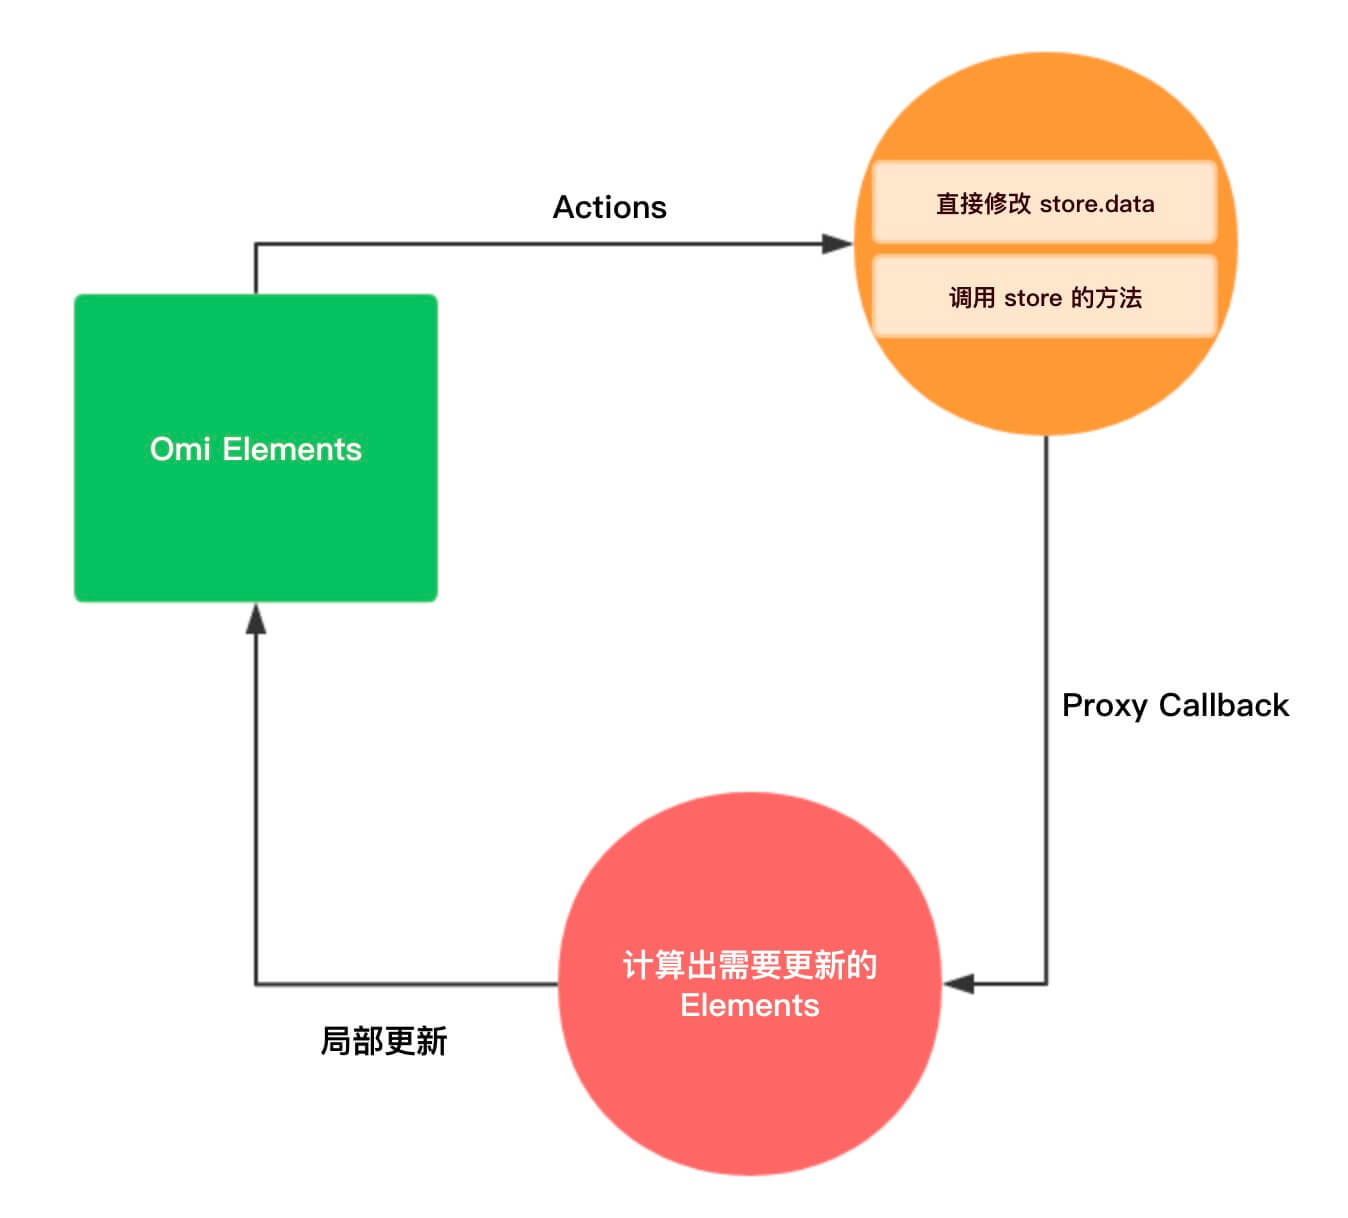 Actions
直接修改 store.data
调用 store 的方法
Omi Elements
Proxy Callback
计算出需要更新的
Elements
局部更新